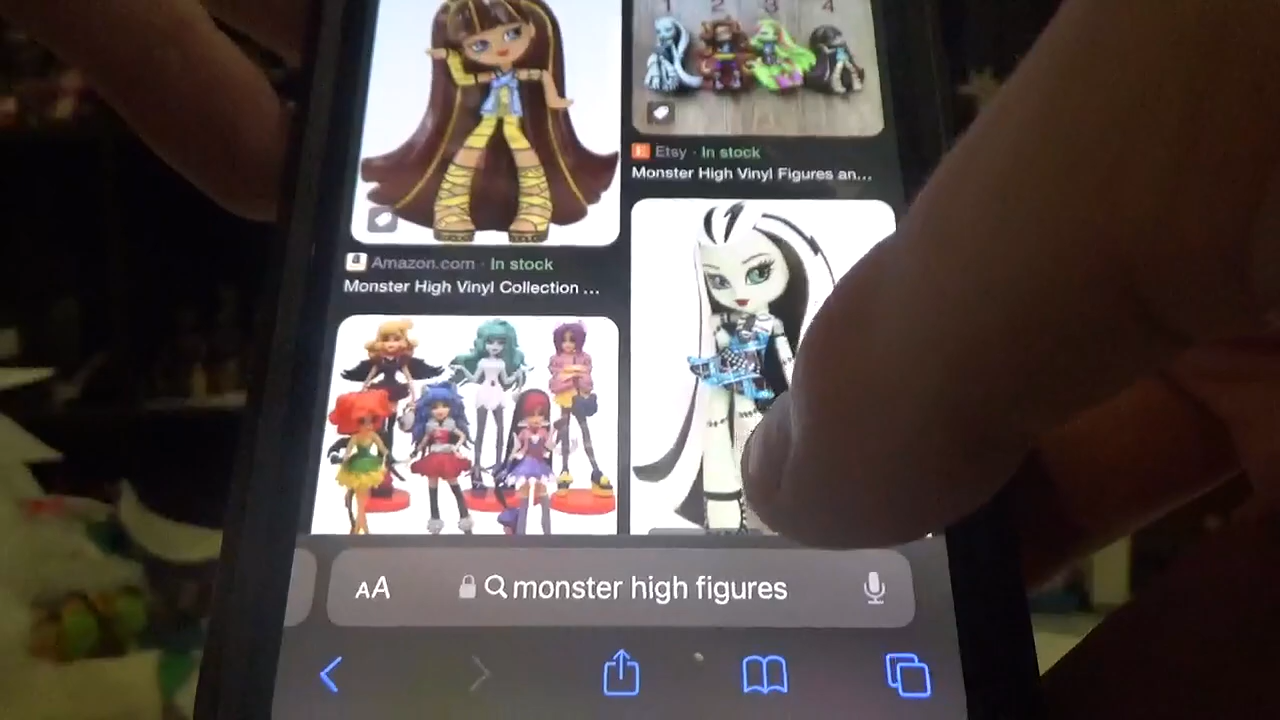 1 2 3 4
Etsy · In stock
Monster High Vinyl Figures an...
Amazon.com · In stock
Monster High Vinyl Collection ...
AA monster high figures